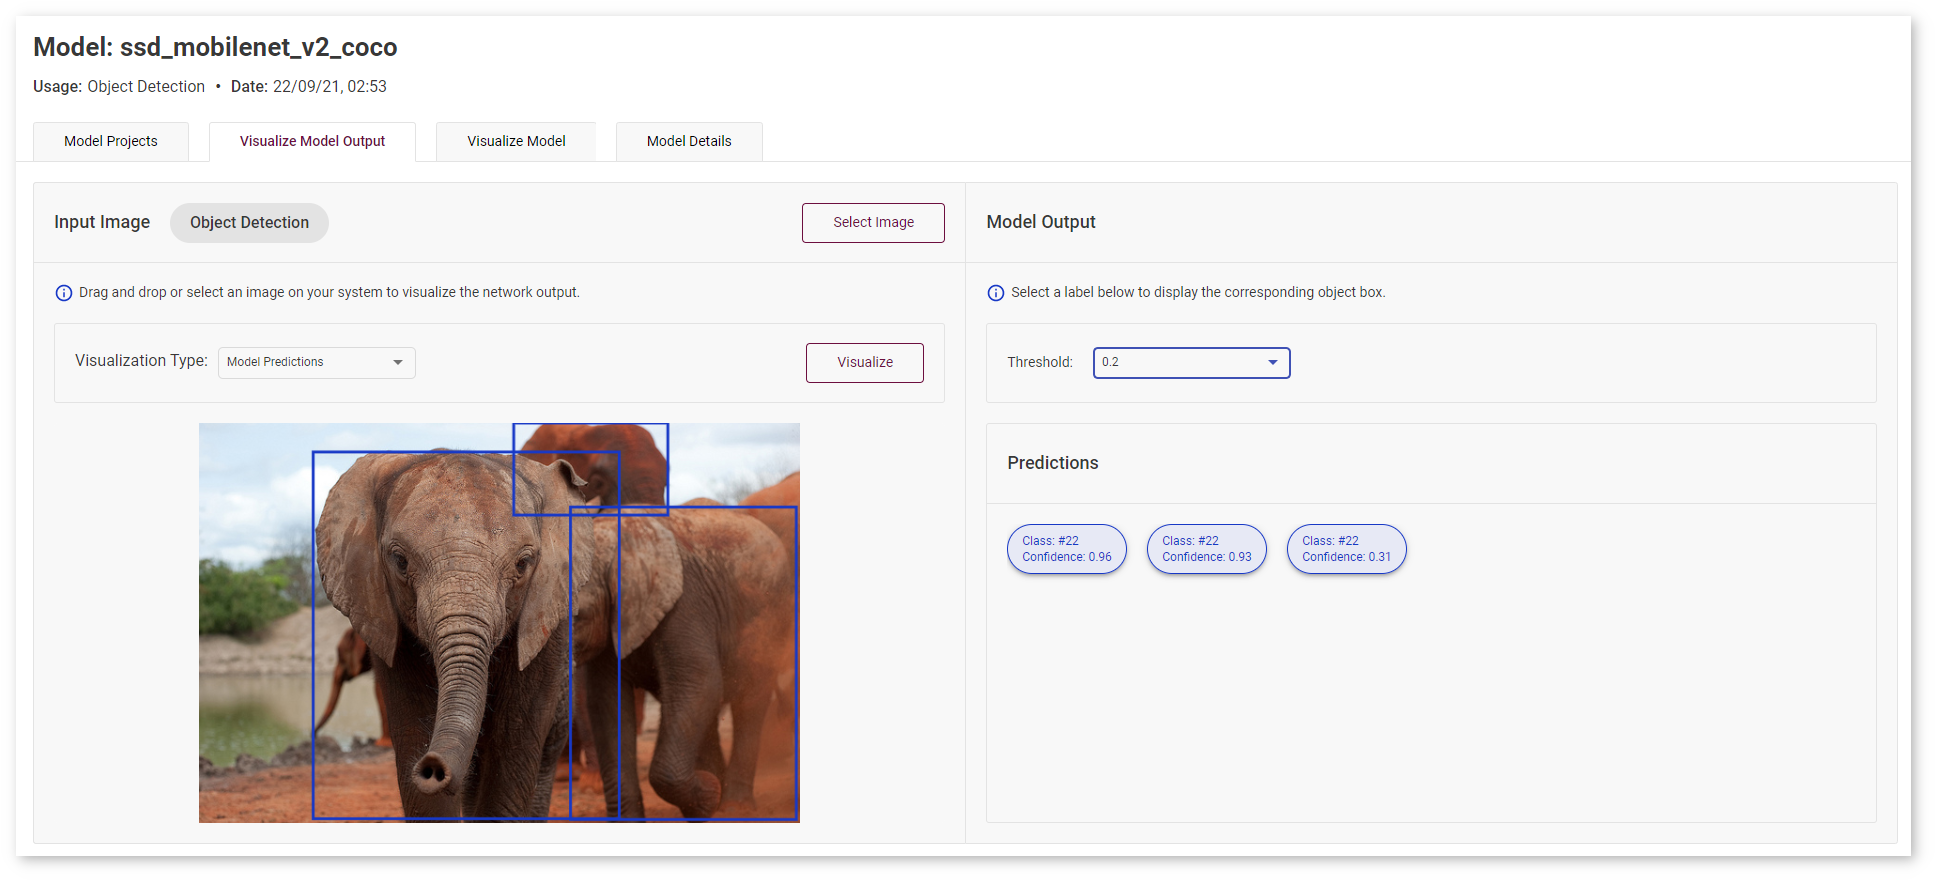 Model: ssd_mobilenet_v2_coco
Usage: Object Detection • Date: 22/09/21, 02:53
Model Projects
Visualize Model Output
Visualize Model
Model Details
Input Image
Object Detection
Select Image
Drag and drop or select an image on your system to visualize the network output.
Visualization Type:
Model Predictions
Visualize
Model Output
Select a label below to display the corresponding object box.
Threshold:
0.2
Predictions
Class: #22
Confidence: 0.96
Class: #22
Confidence: 0.93
Class: #22
Confidence: 0.31